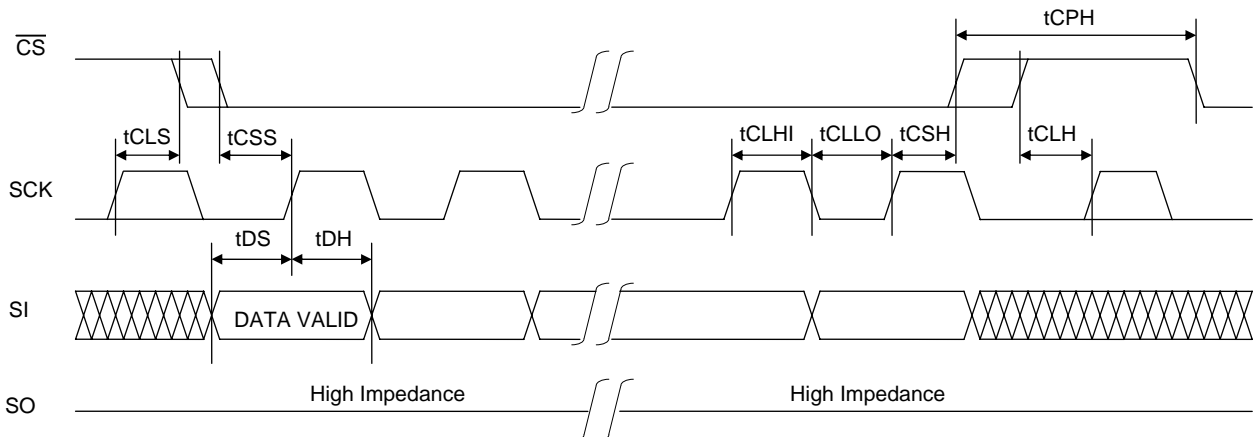 tCPH
CS
tCLS tCSS tCLHI tCLLO tCSH tCLH
SCK
tDS tDH
SI DATA VALID
High Impedance High Impedance
SO